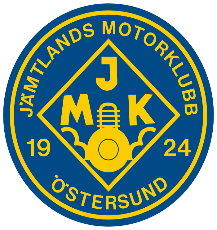 JÄMTLANDS MOTORKLUBB
J
M K
19 24
ÖSTERSUND